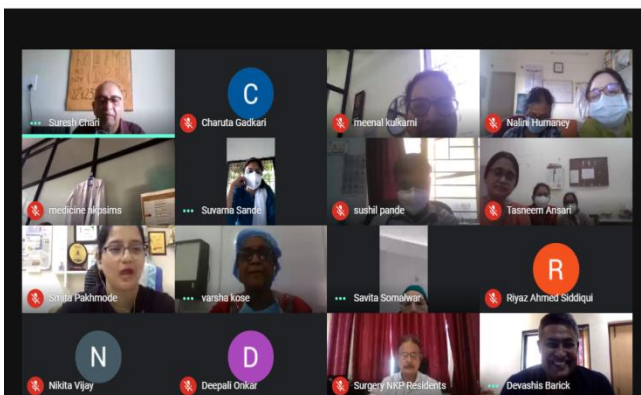 Suresh Chari
C
Charuta Gadkari
meenal kulkarni
Nalini Humaney
medicine nkpsims
Suvarna Sande
sushil pande
Tasneem Ansari
Smita Pakhmode
varsha kose
Savita Somalwar
R
Riyaz Ahmed Siddiqui
N
Nikita Vijay
D
Deepali Onkar
Surgery NKP Residents
Devashis Barick